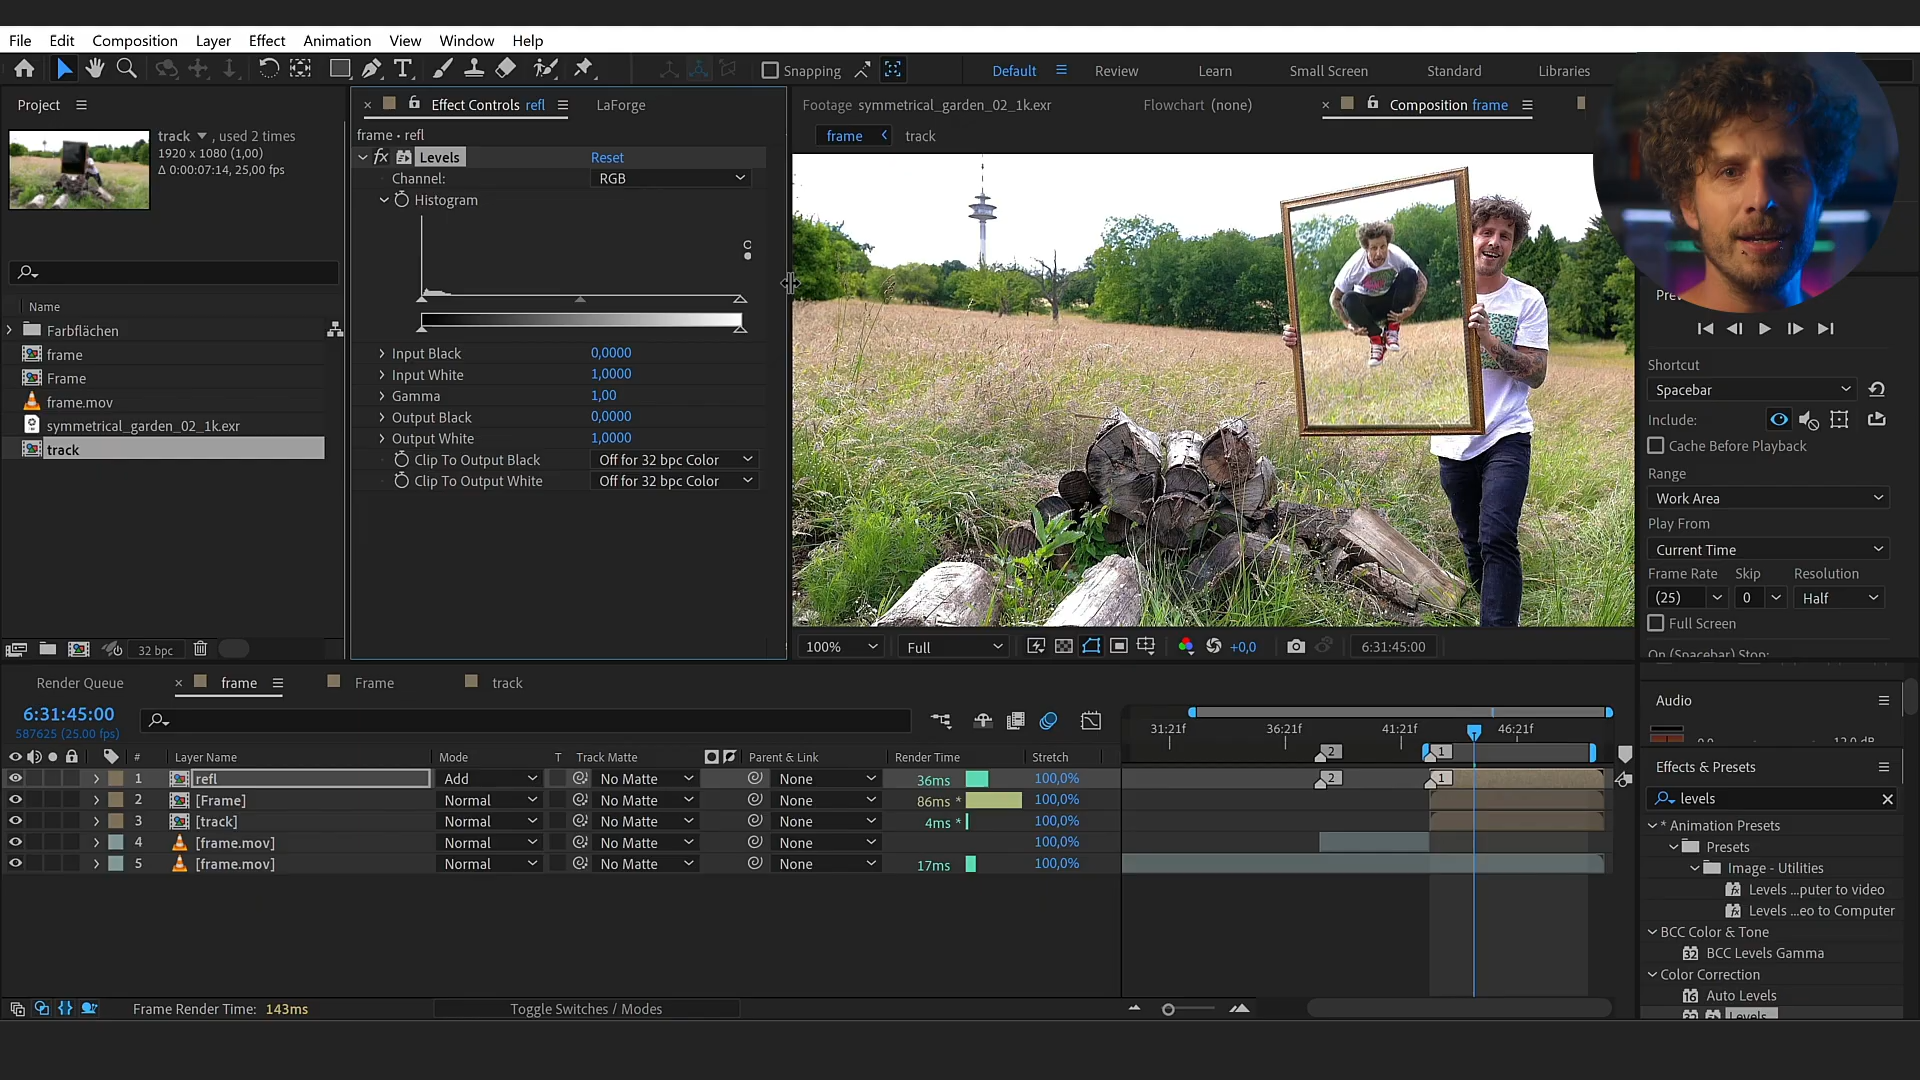 File Edit Composition Layer Effect Animation View Window Help
Snapping Default Review Learn Small Screen Standard Libraries
Project
track , used 2 times
1920 x 1080 (1,00)
Δ 0:00:07:14, 25,00 fps
Name
Farbflächen
frame
Frame
frame.mov
symmetrical_garden_02_1k.exr
track
32 bpc
Effect Controls refl LaForge
frame • refl
fx Levels Reset
Channel: RGB
Histogram
Input Black 0,0000
Input White 1,0000
Gamma 1,00
Output Black 0,0000
Output White 1,0000
Clip To Output Black Off for 32 bpc Color
Clip To Output White Off for 32 bpc Color
Footage symmetrical_garden_02_1k.exr Flowchart (none) Composition frame
frame track
100% Full +0,0 6:31:45:00
Shortcut
Spacebar
Include:
Cache Before Playback
Range
Work Area
Play From
Current Time
Frame Rate Skip Resolution
(25) 0 Half
Full Screen
On (Spacebar) Stop:
Render Queue frame Frame track
6:31:45:00
587625 (25.00 fps)
31:21f 36:21f 41:21f 46:21f
2 1
# Layer Name Mode T Track Matte Parent & Link Render Time Stretch
1 refl Add No Matte None 36ms 100,0% 2 1
2 [Frame] Normal No Matte None 86ms * 100,0%
3 [track] Normal No Matte None 4ms * 100,0%
4 [frame.mov] Normal No Matte None 100,0%
5 [frame.mov] Normal No Matte None 17ms 100,0%
Frame Render Time: 143ms Toggle Switches / Modes
Audio
Effects & Presets
levels
* Animation Presets
Presets
Image - Utilities
Levels ...puter to video
Levels ...eo to Computer
BCC Color & Tone
32 BCC Levels Gamma
Color Correction
16 Auto Levels
Levels